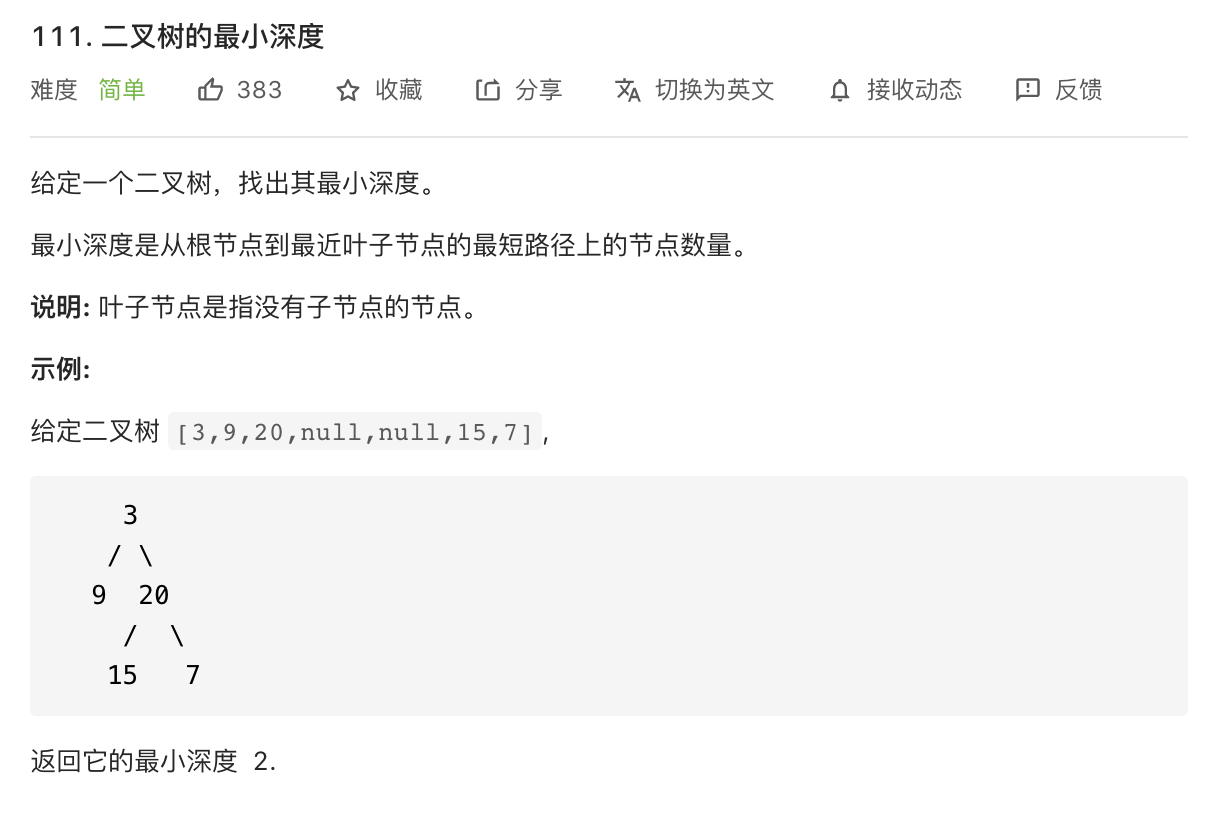 111. 二叉树的最小深度
难度 简单 383 收藏 分享 切换为英文 接收动态 反馈
给定一个二叉树，找出其最小深度。
最小深度是从根节点到最近叶子节点的最短路径上的节点数量。
说明: 叶子节点是指没有子节点的节点。
示例:
给定二叉树 [3,9,20,null,null,15,7],
3
/ \
9 20
/ \
15 7
返回它的最小深度 2.